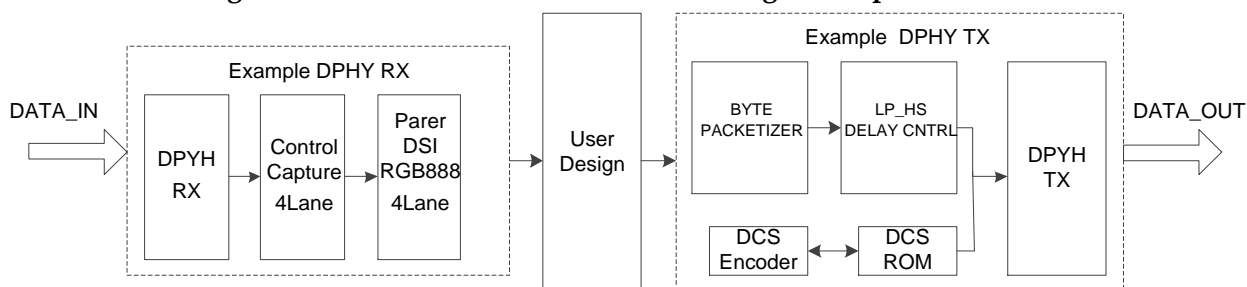 Example DPHY TX
Example DPHY RX
DATA_IN
DPYH
RX
Control
Capture
4Lane
Parer
DSI
RGB888
4Lane
User
Design
BYTE
PACKETIZER
LP_HS
DELAY CNTRL
DCS
Encoder
DCS
ROM
DPYH
TX
DATA_OUT